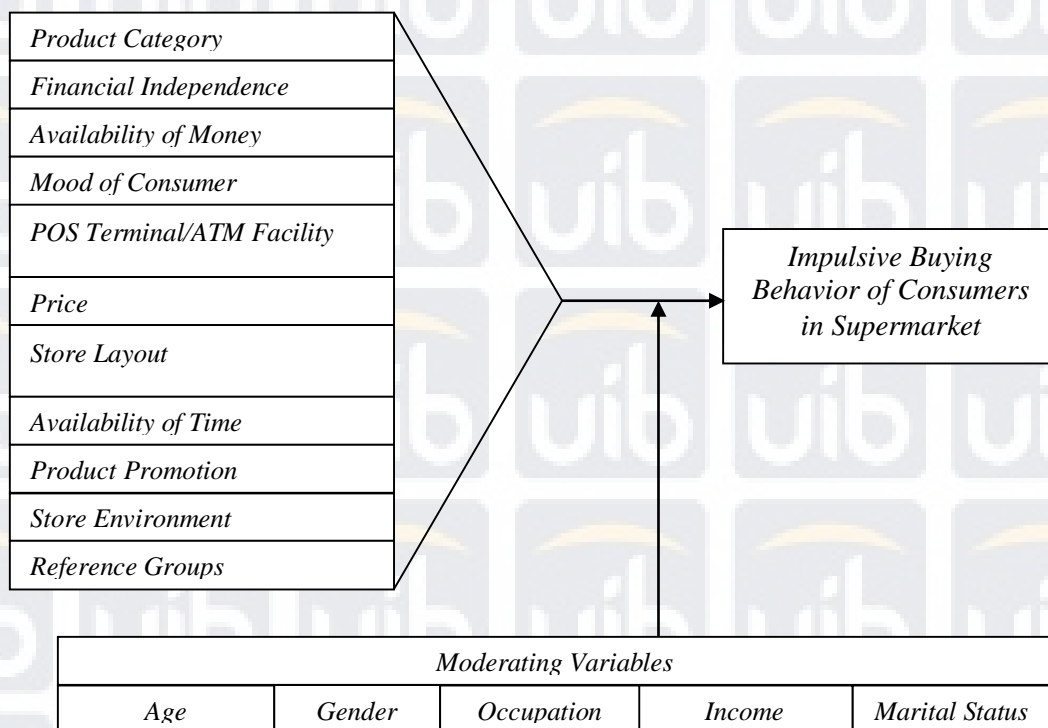 Product Category
Financial Independence
Availability of Money
Mood of Consumer
POS Terminal/ATM Facility
Price
Store Layout
Availability of Time
Product Promotion
Store Environment
Reference Groups
Impulsive Buying
Behavior of Consumers
in Supermarket
Moderating Variables
Age Gender Occupation Income Marital Status
uib